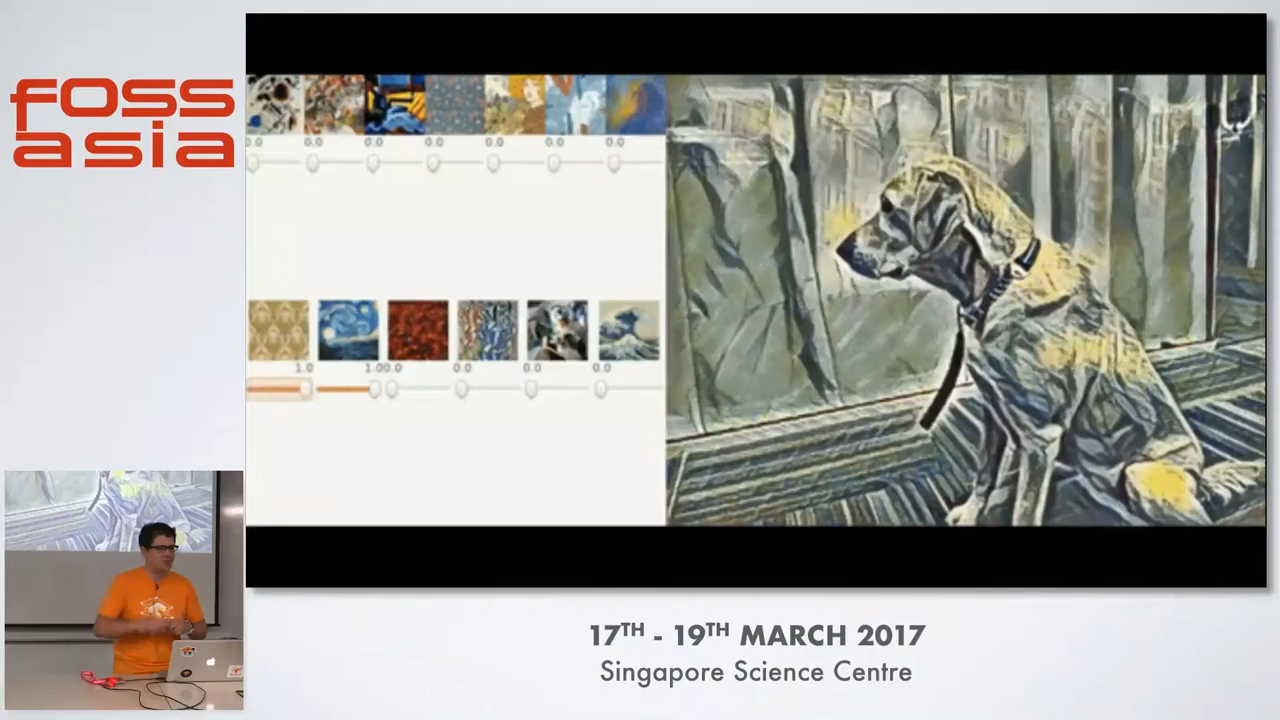 foss
asia
0.0 0.0 0.0 0.0 0.0 0.0 0.0
1.0 1.00.0 0.0 0.0 0.0
17TH - 19TH MARCH 2017
Singapore Science Centre